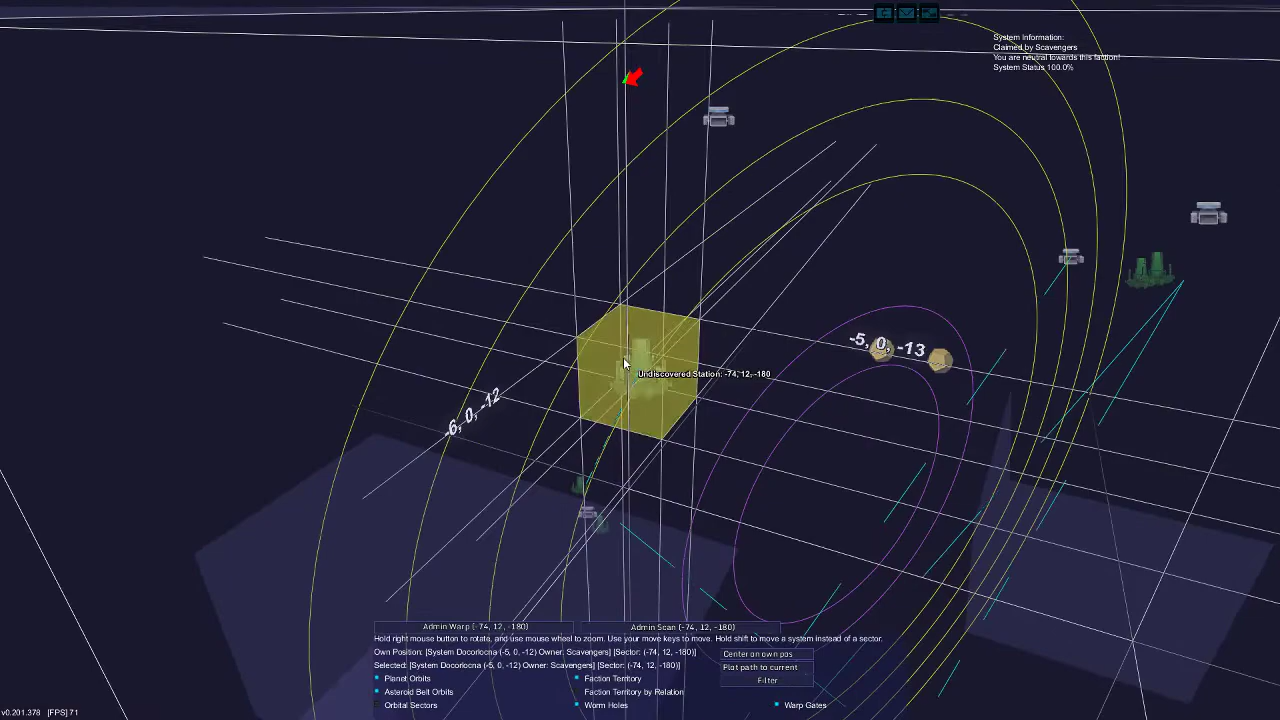 System Information:
Claimed by Scavengers
You are neutral towards this faction!
System Status 100.0%
-5, 0, -13
Undiscovered Station: -74, 12, -180
-6, 0, -12
Admin Warp (-74, 12, -180)
Admin Scan (-74, 12, -180)
Hold right mouse button to rotate, and use mouse wheel to zoom. Use your move keys to move. Hold shift to move a system instead of a sector.
Own Position: [System Docorlocna (-5, 0, -12) Owner: Scavengers] [Sector: (-74, 12, -180)]
Selected: [System Docorlocna (-5, 0, -12) Owner: Scavengers] [Sector: (-74, 12, -180)]
Center on own pos
Plot path to current
Filter
Planet Orbits
Faction Territory
Asteroid Belt Orbits
Faction Territory by Relation
Orbital Sectors
Worm Holes
Warp Gates
v0.201.378 [FPS] 71